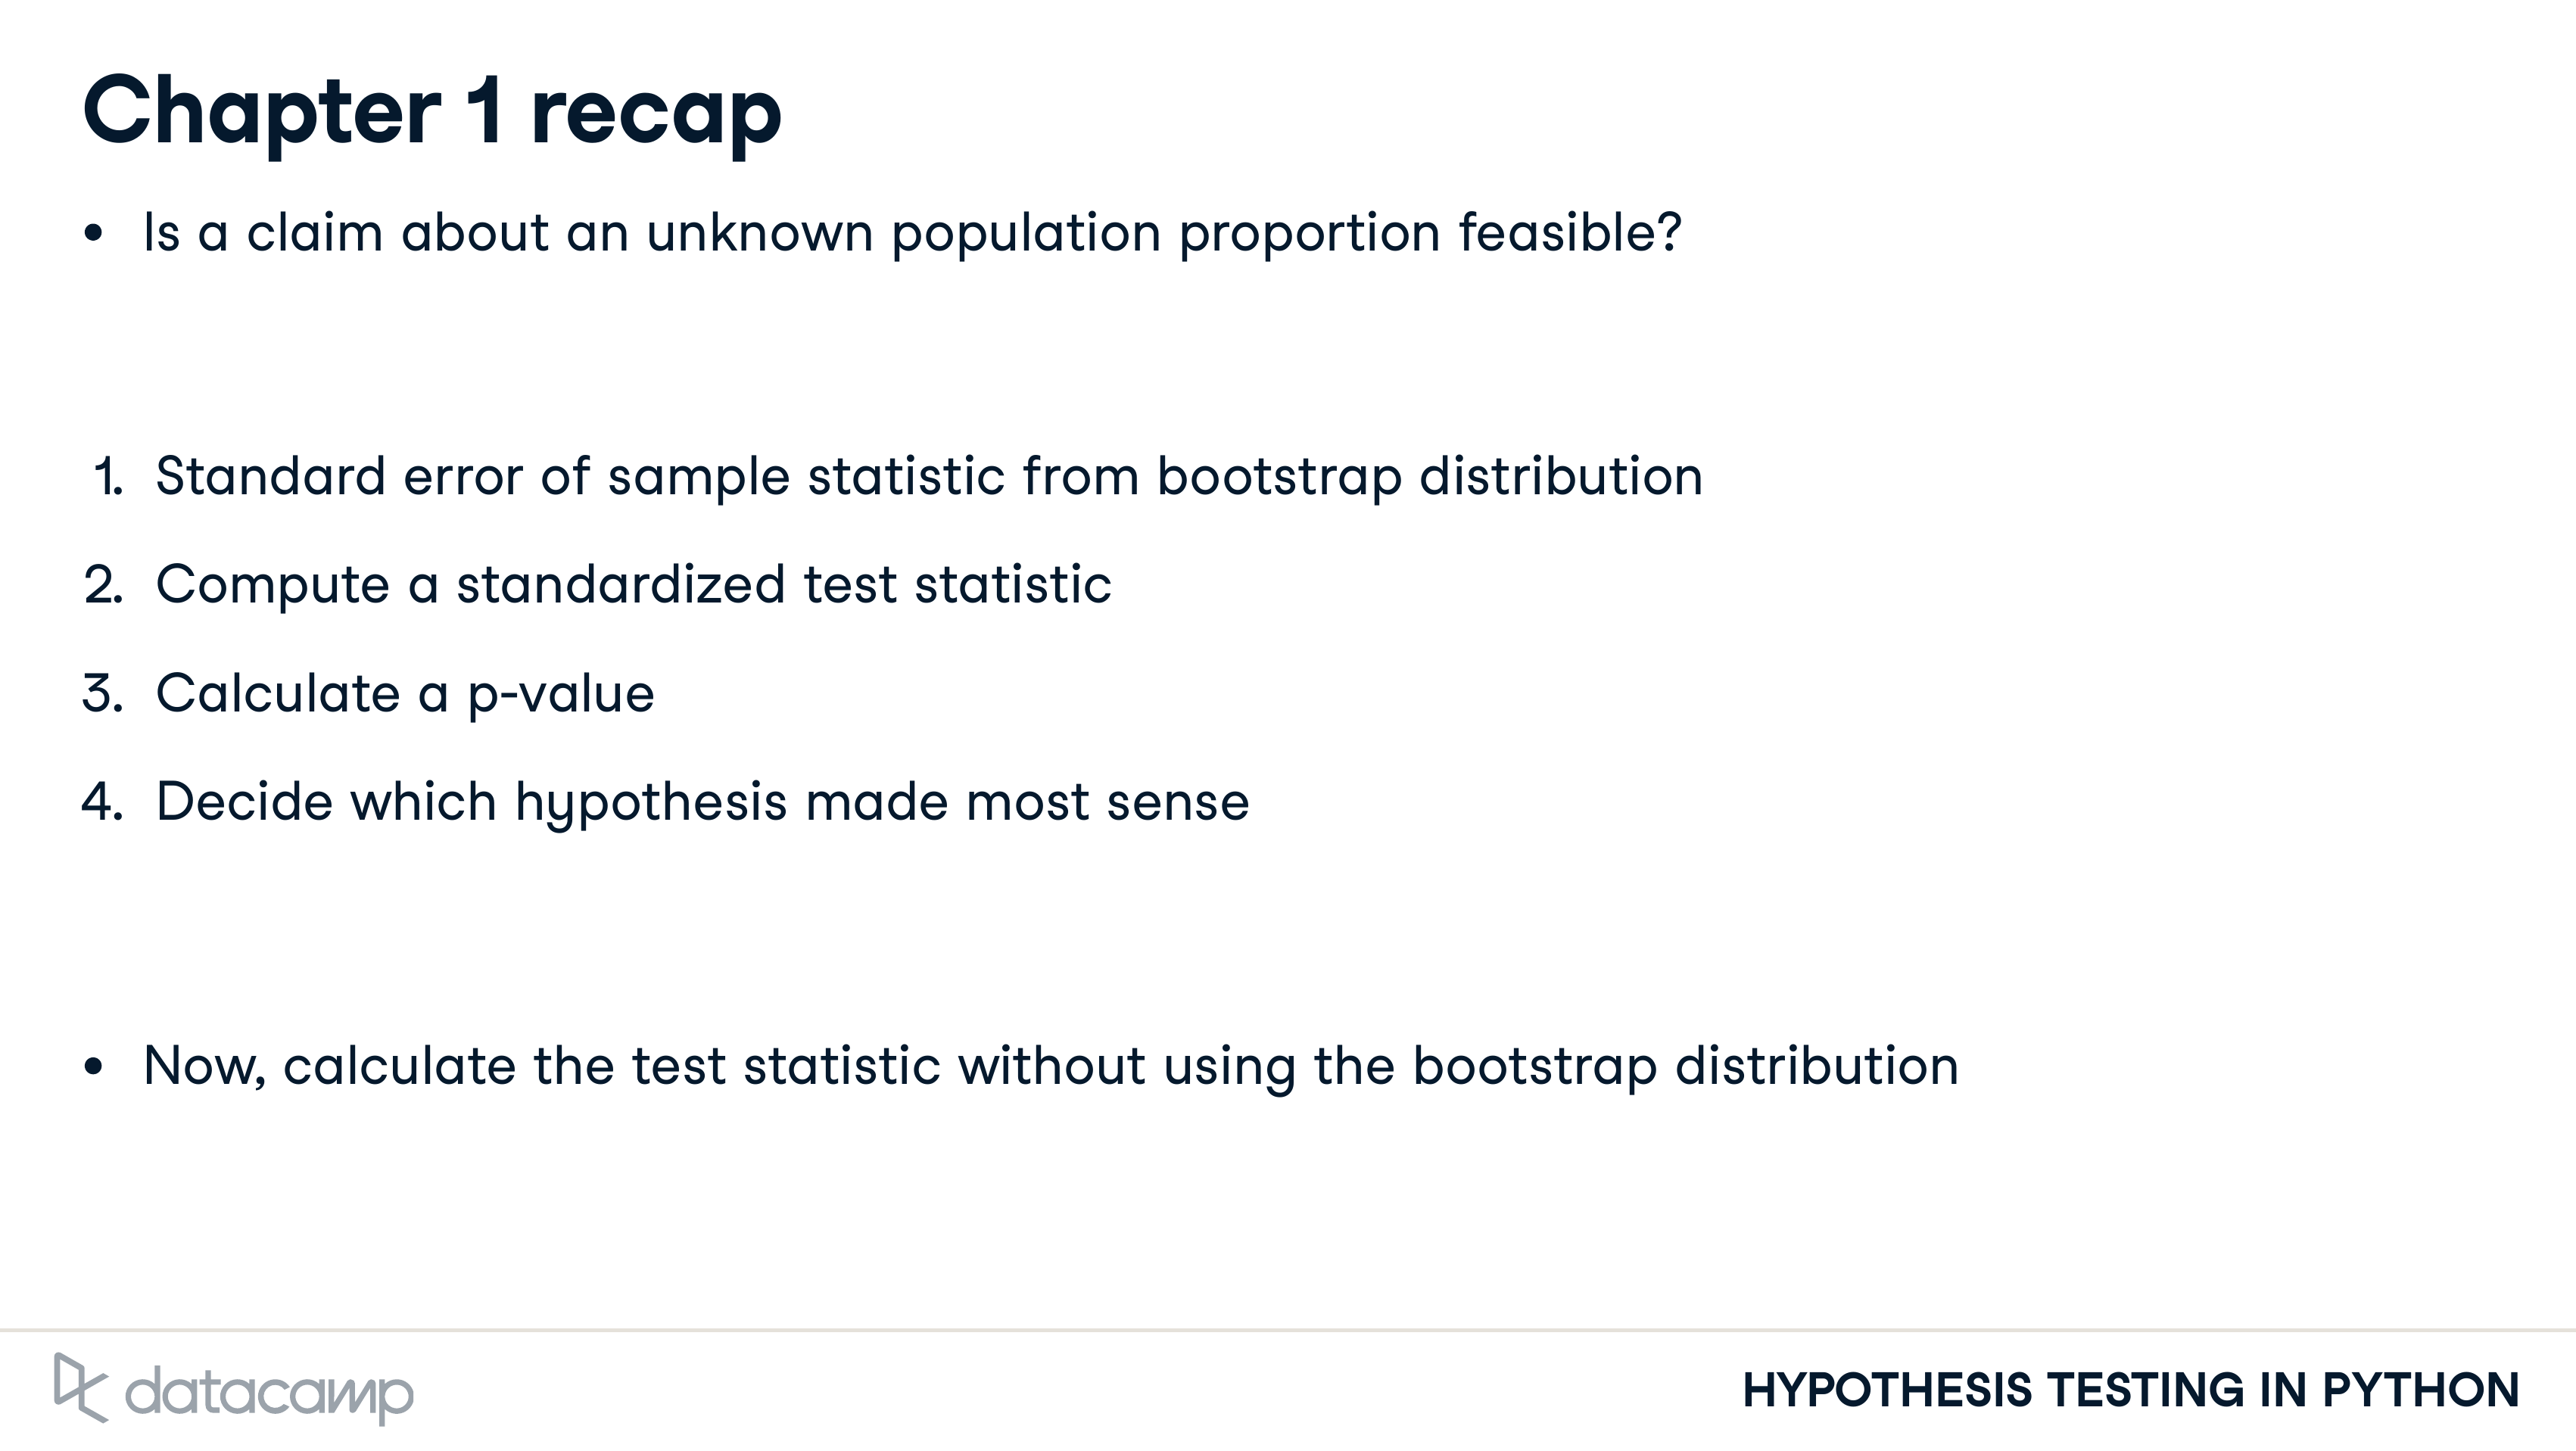 Chapter 1 recap
• Is a claim about an unknown population proportion feasible?
1. Standard error of sample statistic from bootstrap distribution
2. Compute a standardized test statistic
3. Calculate a p-value
4. Decide which hypothesis made most sense
• Now, calculate the test statistic without using the bootstrap distribution
datacamp
HYPOTHESIS TESTING IN PYTHON